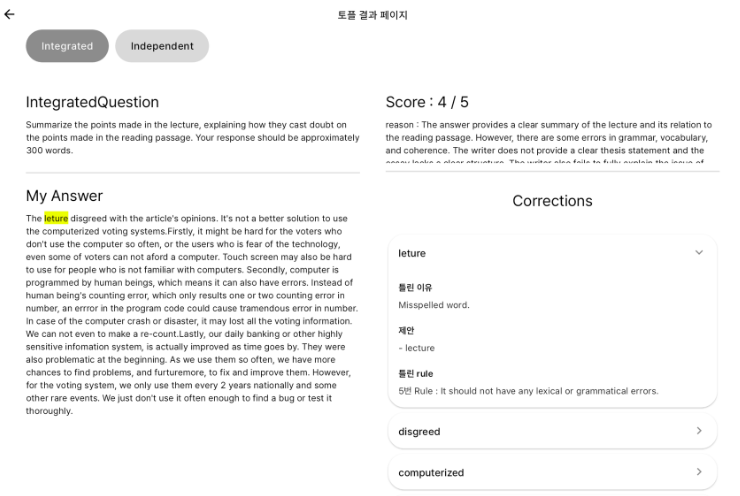 토플 결과 페이지
Integrated
Independent
IntegratedQuestion
Summarize the points made in the lecture, explaining how they cast doubt on
the points made in the reading passage. Your response should be approximately
300 words.
My Answer
The leture disgreed with the article's opinions. It's not a better solution to use
the computerized voting systems.Firstly, it might be hard for the voters who
don't use the computer so often, or the users who is fear of the technology,
even some of voters can not aford a computer. Touch screen may also be hard
to use for people who is not familiar with computers. Secondly, computer is
programmed by human beings, which means it can also have errors. Instead of
human being's counting error, which only results one or two counting error in
number, an errror in the program code could cause tramendous error in number.
In case of the computer crash or disaster, it may lost all the voting information.
We can not even to make a re-count.Lastly, our daily banking or other highly
sensitive infomation system, is actually improved as time goes by. They were
also problematic at the beginning. As we use them so often, we have more
chances to find problems, and furturemore, to fix and improve them. However,
for the voting system, we only use them every 2 years nationally and some
other rare events. We just don't use it often enough to find a bug or test it
thoroughly.
Score : 4 / 5
reason : The answer provides a clear summary of the lecture and its relation to
the reading passage. However, there are some errors in grammar, vocabulary,
and coherence. The writer does not provide a clear thesis statement and the
essay lacks a clear structure. The writer also fails to fully explain the issue of
Corrections
leture
틀린 이유
Misspelled word.
제안
- lecture
틀린 rule
5번 Rule : It should not have any lexical or grammatical errors.
disgreed
computerized